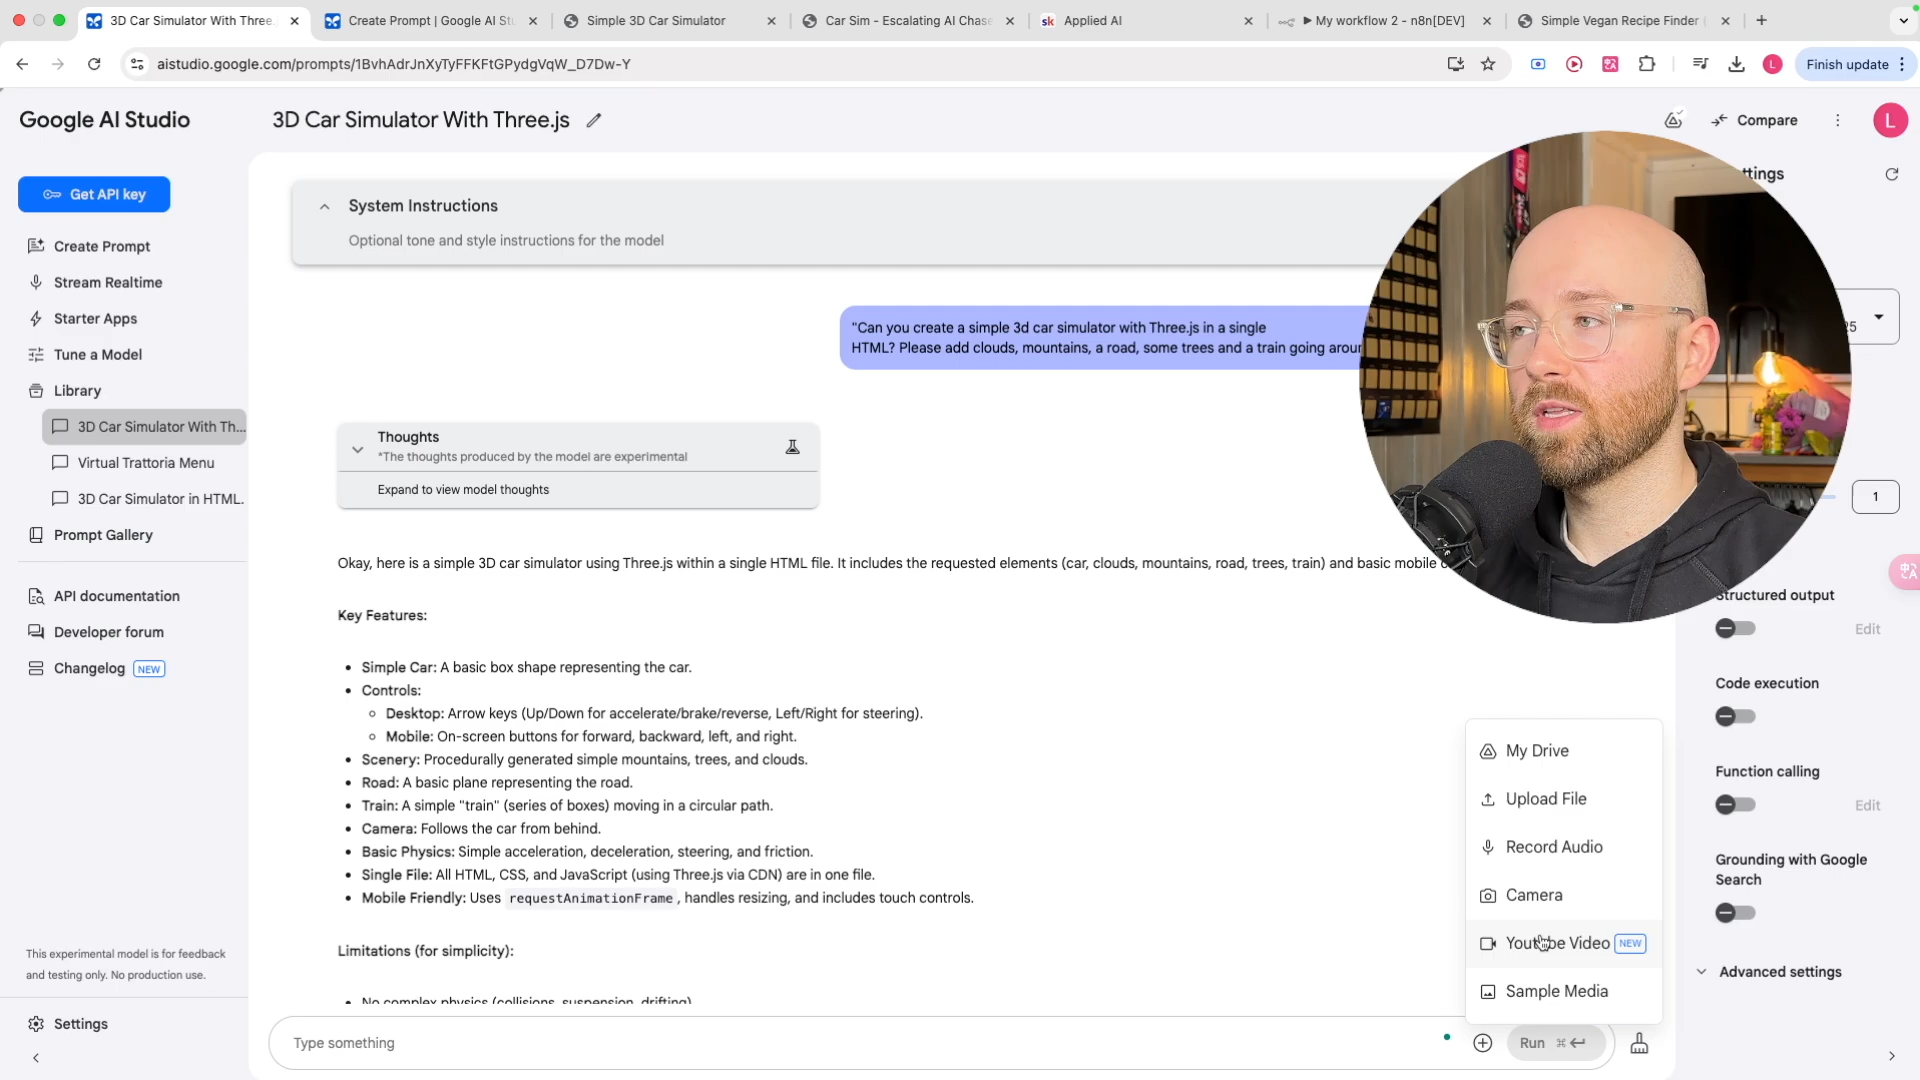 3D Car Simulator With Three.
Create Prompt | Google AI Stu
Simple 3D Car Simulator
Car Sim - Escalating AI Chase
sk Applied AI
My workflow 2 - n8n[DEV]
Simple Vegan Recipe Finder (
aistudio.google.com/prompts/1BvhAdrJnXyTyFFKFtGPydgVqW_D7Dw-Y
L
Finish update
Google AI Studio
3D Car Simulator With Three.js
Compare
L
Get API key
Create Prompt
Stream Realtime
Starter Apps
Tune a Model
Library
3D Car Simulator With Th...
Virtual Trattoria Menu
3D Car Simulator in HTML.
Prompt Gallery
API documentation
Developer forum
Changelog NEW
This experimental model is for feedback
and testing only. No production use.
Settings
System Instructions
Optional tone and style instructions for the model
"Can you create a simple 3d car simulator with Three.js in a single
HTML? Please add clouds, mountains, a road, some trees and a train going aroun
Thoughts
*The thoughts produced by the model are experimental
Expand to view model thoughts
Okay, here is a simple 3D car simulator using Three.js within a single HTML file. It includes the requested elements (car, clouds, mountains, road, trees, train) and basic mobile c
Key Features:
• Simple Car: A basic box shape representing the car.
• Controls:
Desktop: Arrow keys (Up/Down for accelerate/brake/reverse, Left/Right for steering).
Mobile: On-screen buttons for forward, backward, left, and right.
• Scenery: Procedurally generated simple mountains, trees, and clouds.
• Road: A basic plane representing the road.
• Train: A simple "train" (series of boxes) moving in a circular path.
• Camera: Follows the car from behind.
• Basic Physics: Simple acceleration, deceleration, steering, and friction.
• Single File: All HTML, CSS, and JavaScript (using Three.js via CDN) are in one file.
• Mobile Friendly: Uses requestAnimationFrame, handles resizing, and includes touch controls.
Limitations (for simplicity):
• No complex physics (collisions, suspension, drifting)
Type something
Run
My Drive
Upload File
Record Audio
Camera
Youtube Video NEW
Sample Media
ttings
25
1
Structured output
Edit
Code execution
Function calling
Edit
Grounding with Google
Search
Advanced settings